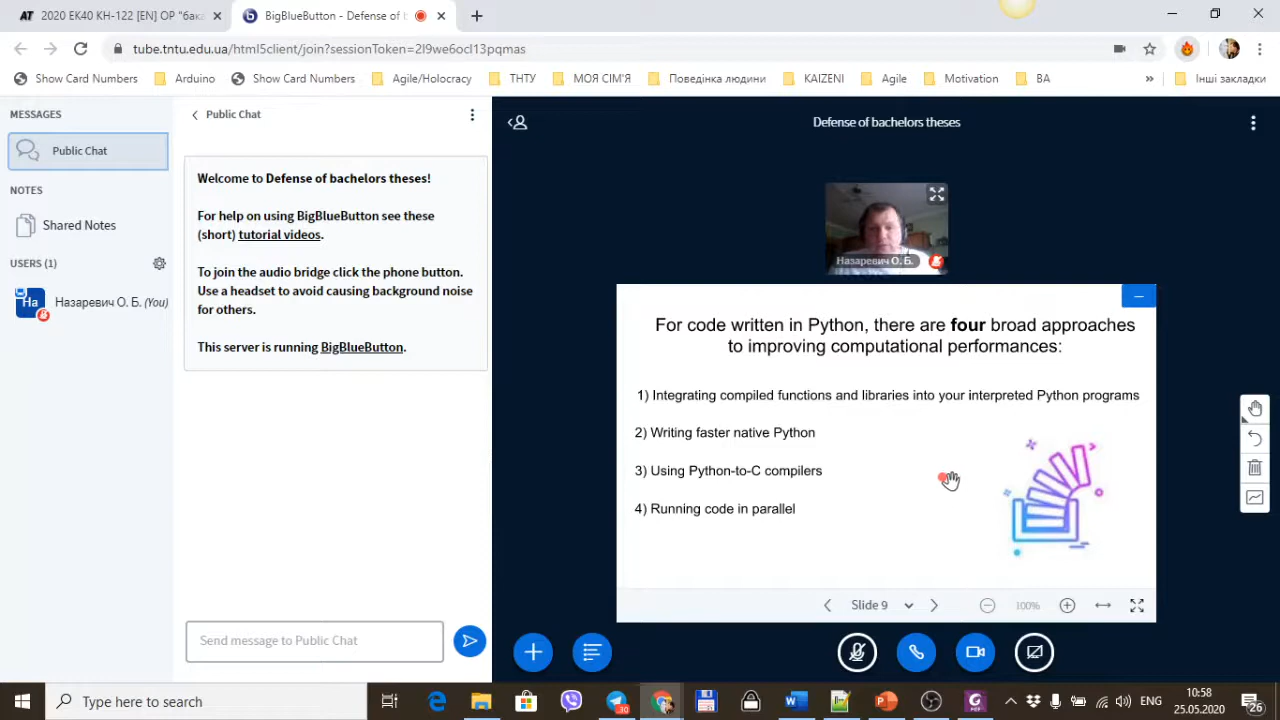 2020 EK40 KH-122 [EN] ОР "бака
BigBlueButton - Defense of b
tube.tntu.edu.ua/html5client/join?sessionToken=2l9we6ocl13pqmas
Show Card Numbers
Arduino
Show Card Numbers
Agile/Holocracy
ТНТУ
МОЯ СІМ'Я
Поведінка людини
KAIZENI
Agile
Motivation
BA
»
Інші закладки
MESSAGES
Public Chat
NOTES
Shared Notes
USERS (1)
На
Назаревич О. Б. (You)
Public Chat
Welcome to Defense of bachelors theses!
For help on using BigBlueButton see these
(short) tutorial videos.
To join the audio bridge click the phone button.
Use a headset to avoid causing background noise
for others.
This server is running BigBlueButton.
Send message to Public Chat
Defense of bachelors theses
Назаревич О. Б.
For code written in Python, there are four broad approaches
to improving computational performances:
1) Integrating compiled functions and libraries into your interpreted Python programs
2) Writing faster native Python
3) Using Python-to-C compilers
4) Running code in parallel
Slide 9
100%
Type here to search
30
ENG
10:58
25.05.2020
26